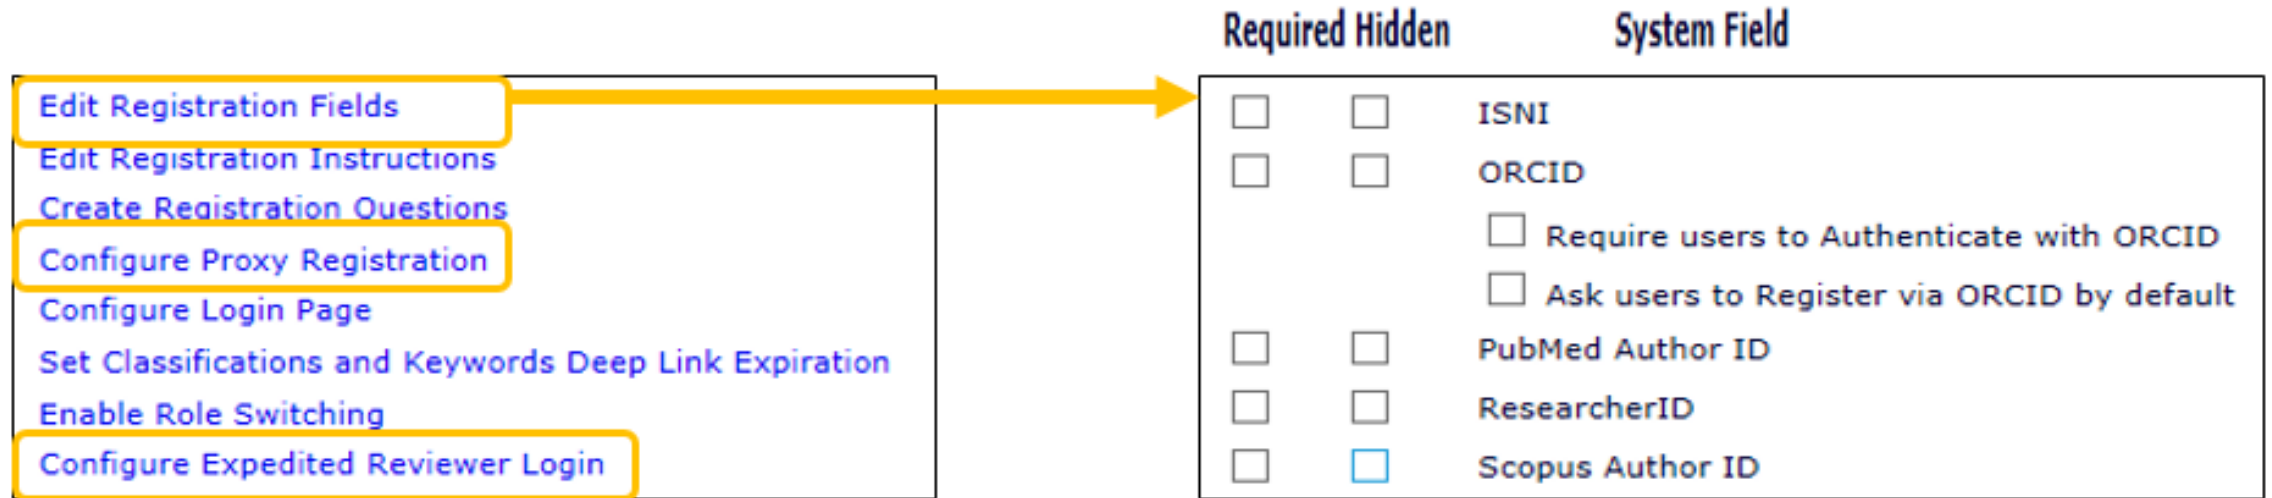 Required Hidden System Field
Edit Registration Fields
Edit Registration Instructions
Create Registration Questions
Configure Proxy Registration
Configure Login Page
Set Classifications and Keywords Deep Link Expiration
Enable Role Switching
Configure Expedited Reviewer Login
ISNI
ORCID
Require users to Authenticate with ORCID
Ask users to Register via ORCID by default
PubMed Author ID
ResearcherID
Scopus Author ID